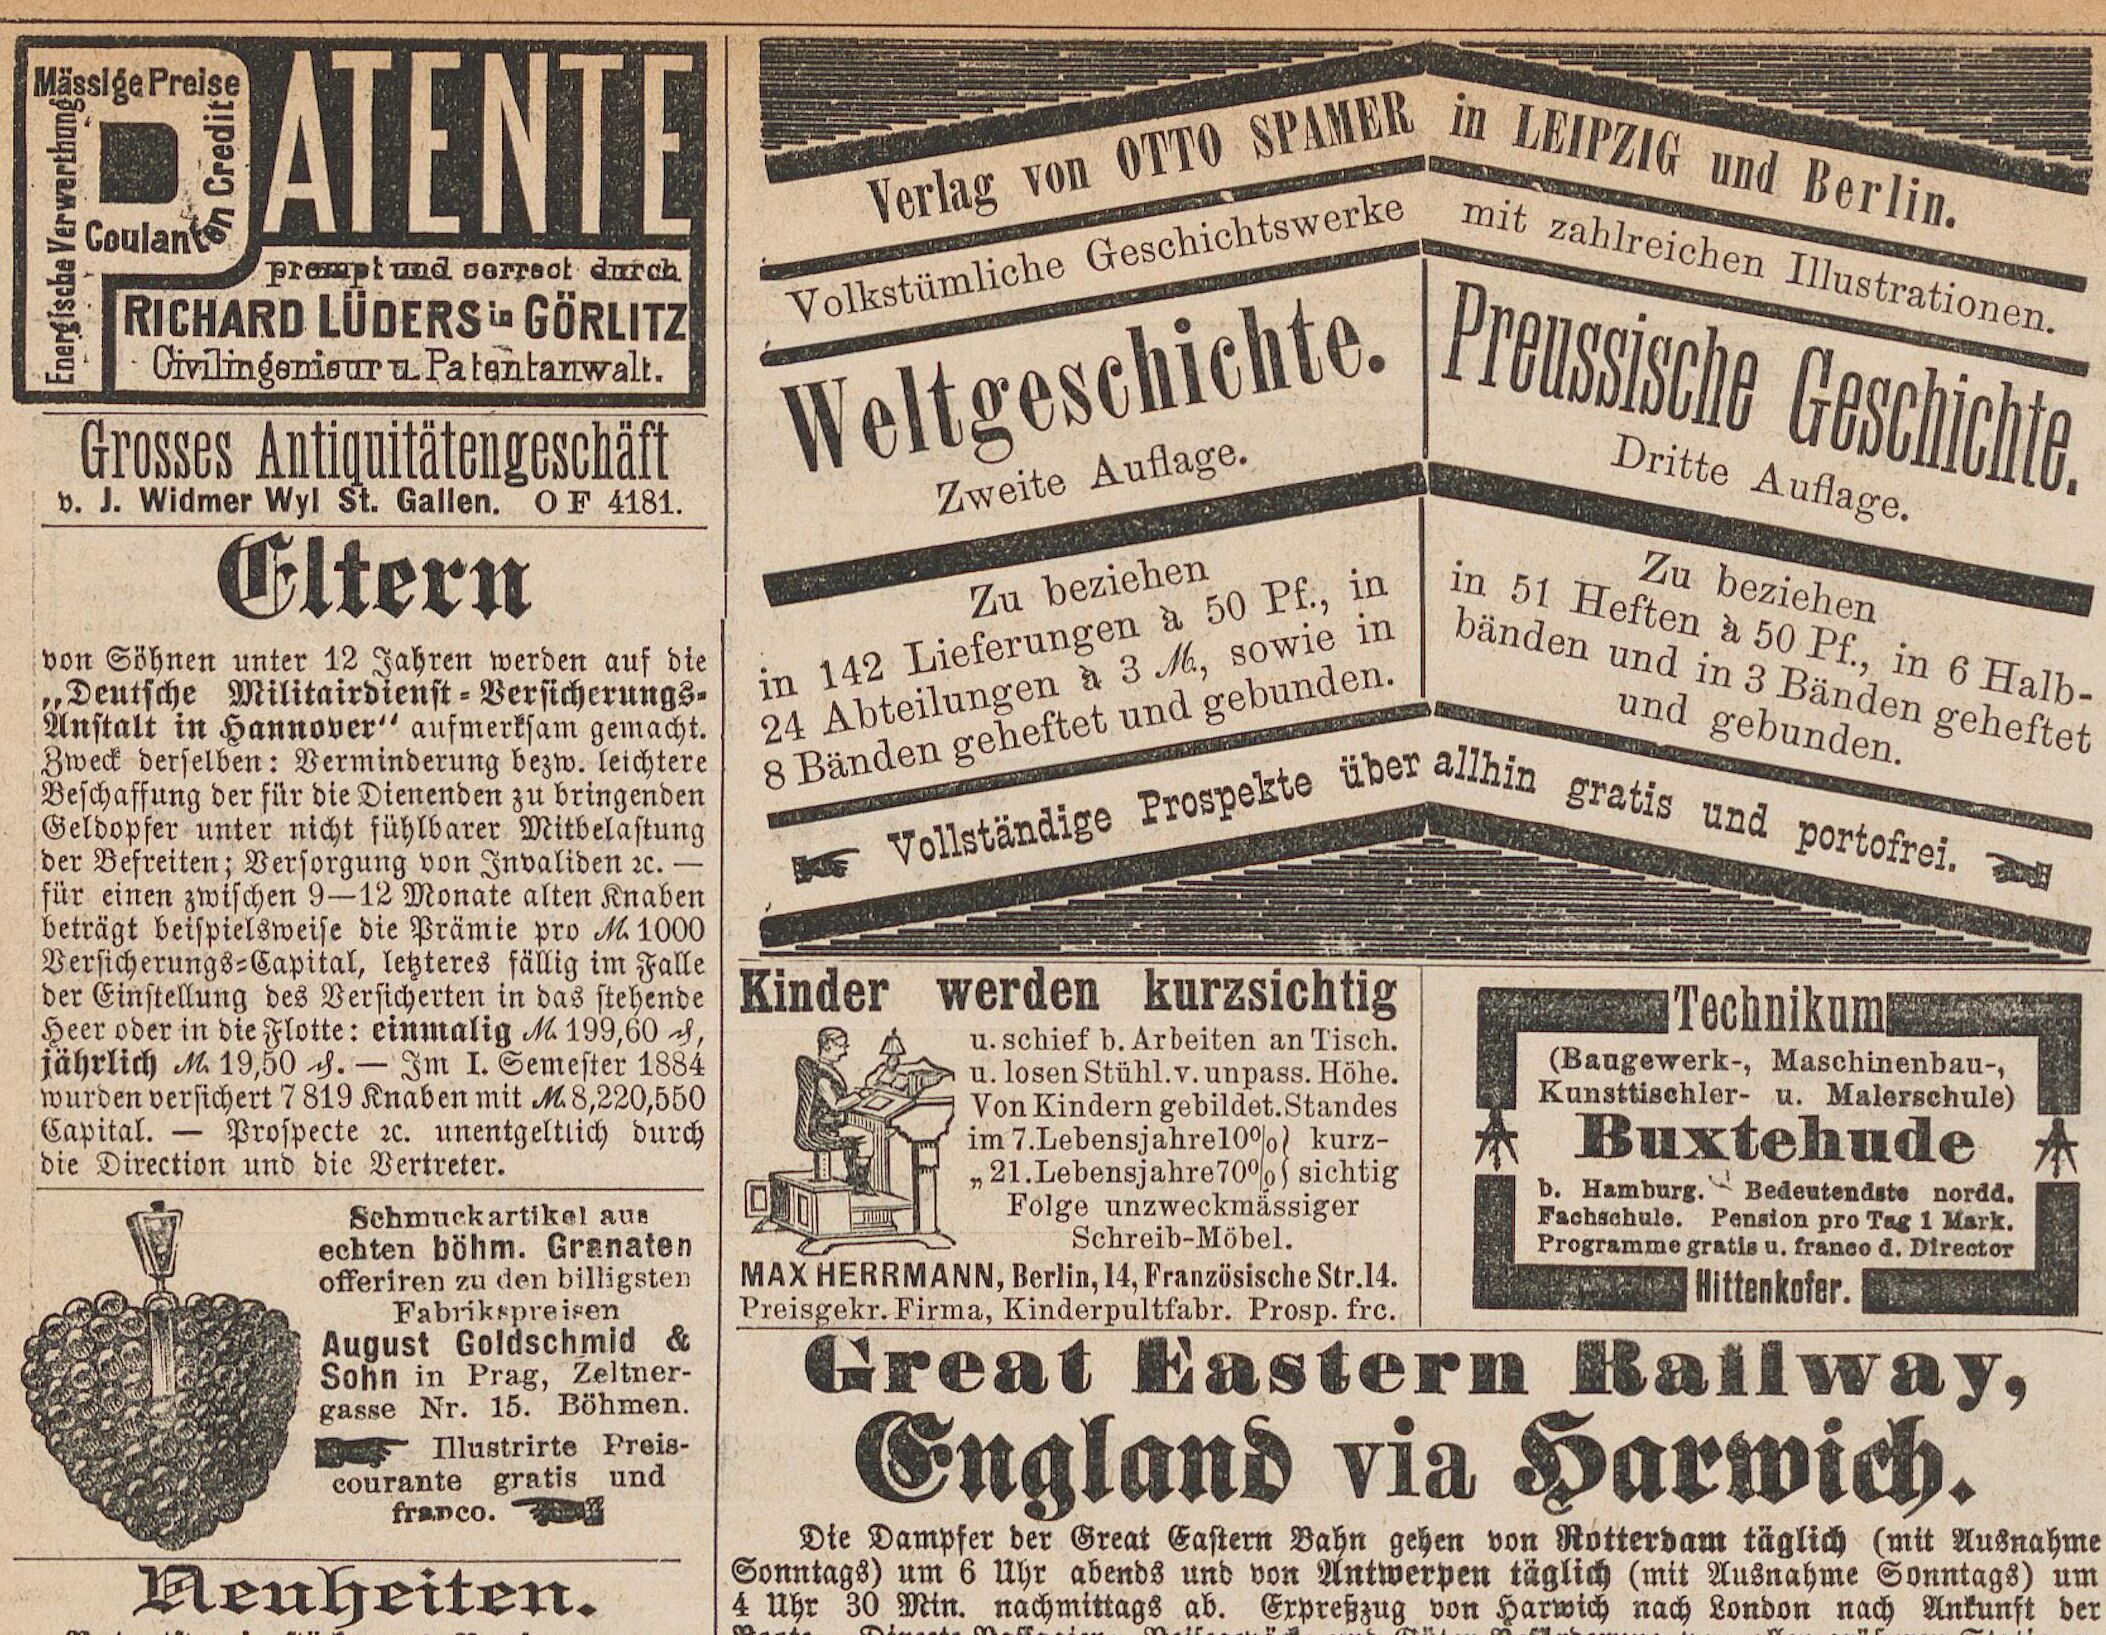 PATENTE
Mässige Preise
Coulanten Credit
Energische Verwerthung
prompt und correct durch
RICHARD LÜDERS in GÖRLITZ
Civilingenieur u. Patentanwalt.
Grosses Antiquitätengeschäft
v. J. Widmer Wyl St. Gallen. O F 4181.
Eltern
von Söhnen unter 12 Jahren werden auf die
„Deutsche Militairdienst-Versicherungs-
Anstalt in Hannover“ aufmerksam gemacht.
Zweck derselben: Verminderung bezw. leichtere
Beschaffung der für die Dienenden zu bringenden
Geldopfer unter nicht fühlbarer Mitbelastung
der Befreiten; Versorgung von Invaliden ꝛc. —
für einen zwischen 9—12 Monate alten Knaben
beträgt beispielsweise die Prämie pro M. 1000
Versicherungs-Capital, letzteres fällig im Falle
der Einstellung des Versicherten in das stehende
Heer oder in die Flotte: einmalig M. 199,60 ₰,
jährlich M. 19,50 ₰. — Im I. Semester 1884
wurden versichert 7819 Knaben mit M. 8,220,550
Capital. — Prospecte ꝛc. unentgeltlich durch
die Direction und die Vertreter.
Schmuckartikel aus
echten böhm. Granaten
offeriren zu den billigsten
Fabrikspreisen
August Goldschmid &
Sohn in Prag, Zeltner-
gasse Nr. 15. Böhmen.
Illustrirte Preis-
courante gratis und
franco.
Neuheiten.
Verlag von OTTO SPAMER in LEIPZIG und Berlin.
Volkstümliche Geschichtswerke mit zahlreichen Illustrationen.
Weltgeschichte.
Zweite Auflage.
Zu beziehen
in 142 Lieferungen à 50 Pf., in
24 Abteilungen à 3 M., sowie in
8 Bänden geheftet und gebunden.
Preussische Geschichte.
Dritte Auflage.
Zu beziehen
in 51 Heften à 50 Pf., in 6 Halb-
bänden und in 3 Bänden geheftet
und gebunden.
Vollständige Prospekte überallhin gratis und portofrei.
Kinder werden kurzsichtig
u. schief b. Arbeiten an Tisch.
u. losen Stühl. v. unpass. Höhe.
Von Kindern gebildet. Standes
im 7. Lebensjahre 10% } kurz-
„ 21. Lebensjahre 70% } sichtig
Folge unzweckmässiger
Schreib-Möbel.
MAX HERRMANN, Berlin, 14, Französische Str. 14.
Preisgekr. Firma, Kinderpultfabr. Prosp. frc.
Technikum
(Baugewerk-, Maschinenbau-,
Kunsttischler- u. Malerschule)
Buxtehude
b. Hamburg. Bedeutendste nordd.
Fachschule. Pension pro Tag 1 Mark.
Programme gratis u. franco d. Director
Hittenkofer.
Great Eastern Railway,
England via Harwich.
Die Dampfer der Great Eastern Bahn gehen von Rotterdam täglich (mit Ausnahme
Sonntags) um 6 Uhr abends und von Antwerpen täglich (mit Ausnahme Sonntags) um
4 Uhr 30 Min. nachmittags ab. Expreßzug von Harwich nach London nach Ankunft der